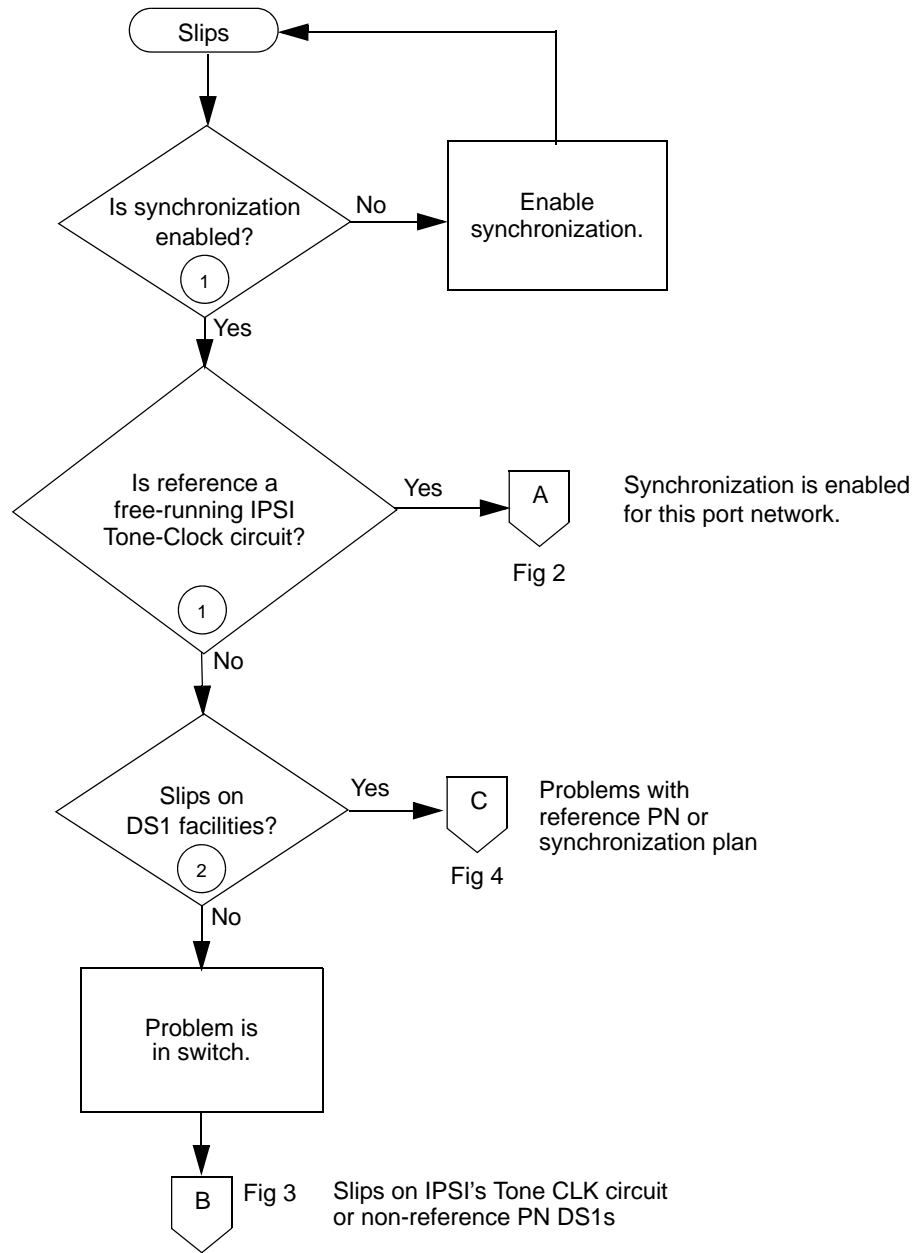 Slips
Is synchronization
enabled?
1
No
Enable
synchronization.
Yes
Is reference a
free-running IPSI
Tone-Clock circuit?
1
Yes
A
Fig 2
Synchronization is enabled
for this port network.
No
Slips on
DS1 facilities?
2
Yes
C
Fig 4
Problems with
reference PN or
synchronization plan
No
Problem is
in switch.
B
Fig 3
Slips on IPSI's Tone CLK circuit
or non-reference PN DS1s